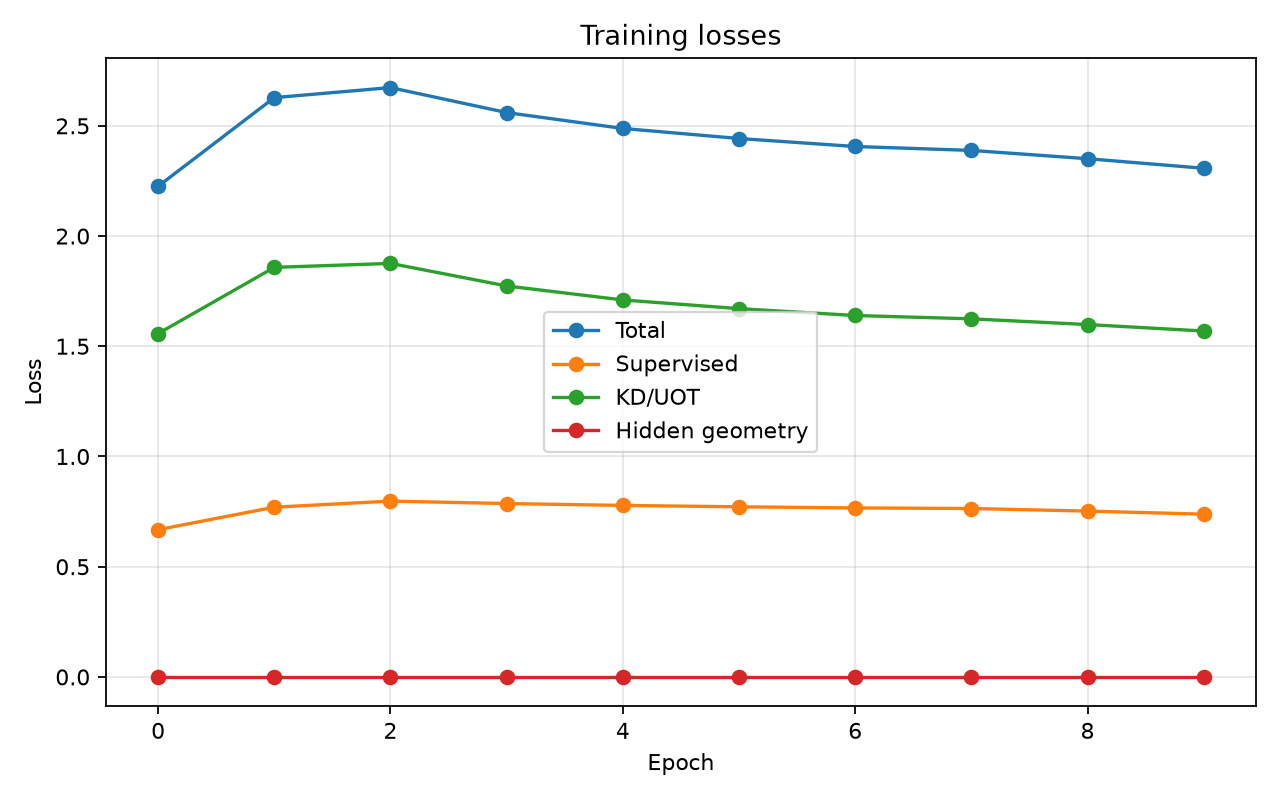 Training losses
2.5
2.0
1.5
1.0
0.5
0.0
Loss
Total
Supervised
KD/UOT
Hidden geometry
0 2 4 6 8
Epoch